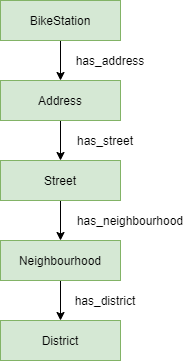 BikeStation
has_address
Address
has_street
Street
has_neighbourhood
Neighbourhood
has_district
District